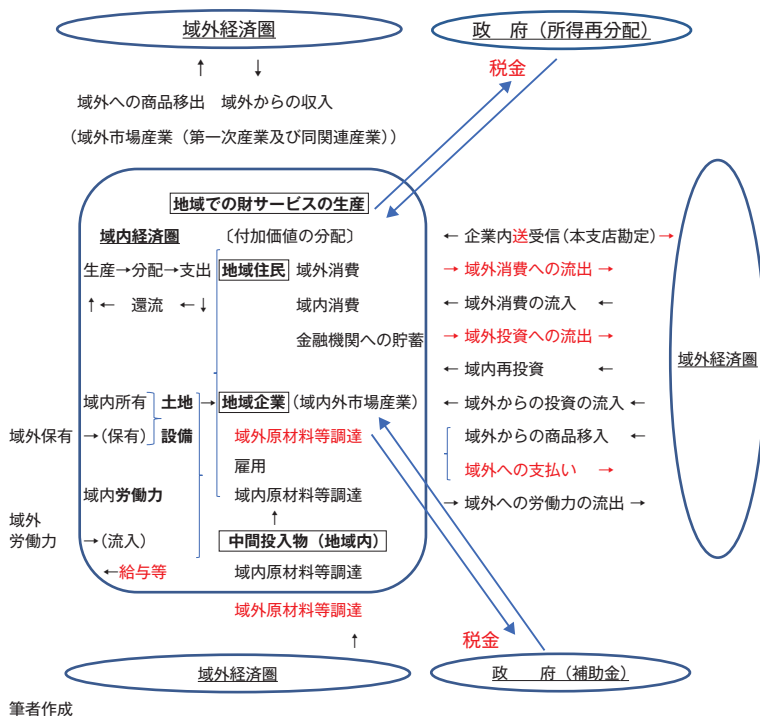 域外経済圏
政　府（所得再分配）
税金
↑　↓
域外への商品移出　域外からの収入
（域外市場産業（第一次産業及び同関連産業））
地域での財サービスの生産
域内経済圏　〔付加価値の分配〕
生産→分配→支出　地域住民　域外消費
↑←　還流　←↓　域内消費
金融機関への貯蓄
域内所有　土地　→　地域企業　（域内外市場産業）
域外保有　→(保有)　設備　域外原材料等調達
雇用
域内労働力　域内原材料等調達
↑
域外
労働力　→(流入)　中間投入物（地域内）
←給与等　域内原材料等調達
域外原材料等調達
↑
← 企業内送受信(本支店勘定) →
→ 域外消費への流出 →
← 域外消費の流入 ←
→ 域外投資への流出 →
← 域内再投資 ←
← 域外からの投資の流入 ←
域外からの商品移入 ←
域外への支払い →
→ 域外への労働力の流出 →
域外経済圏
税金
域外経済圏
政　府（補助金）
筆者作成